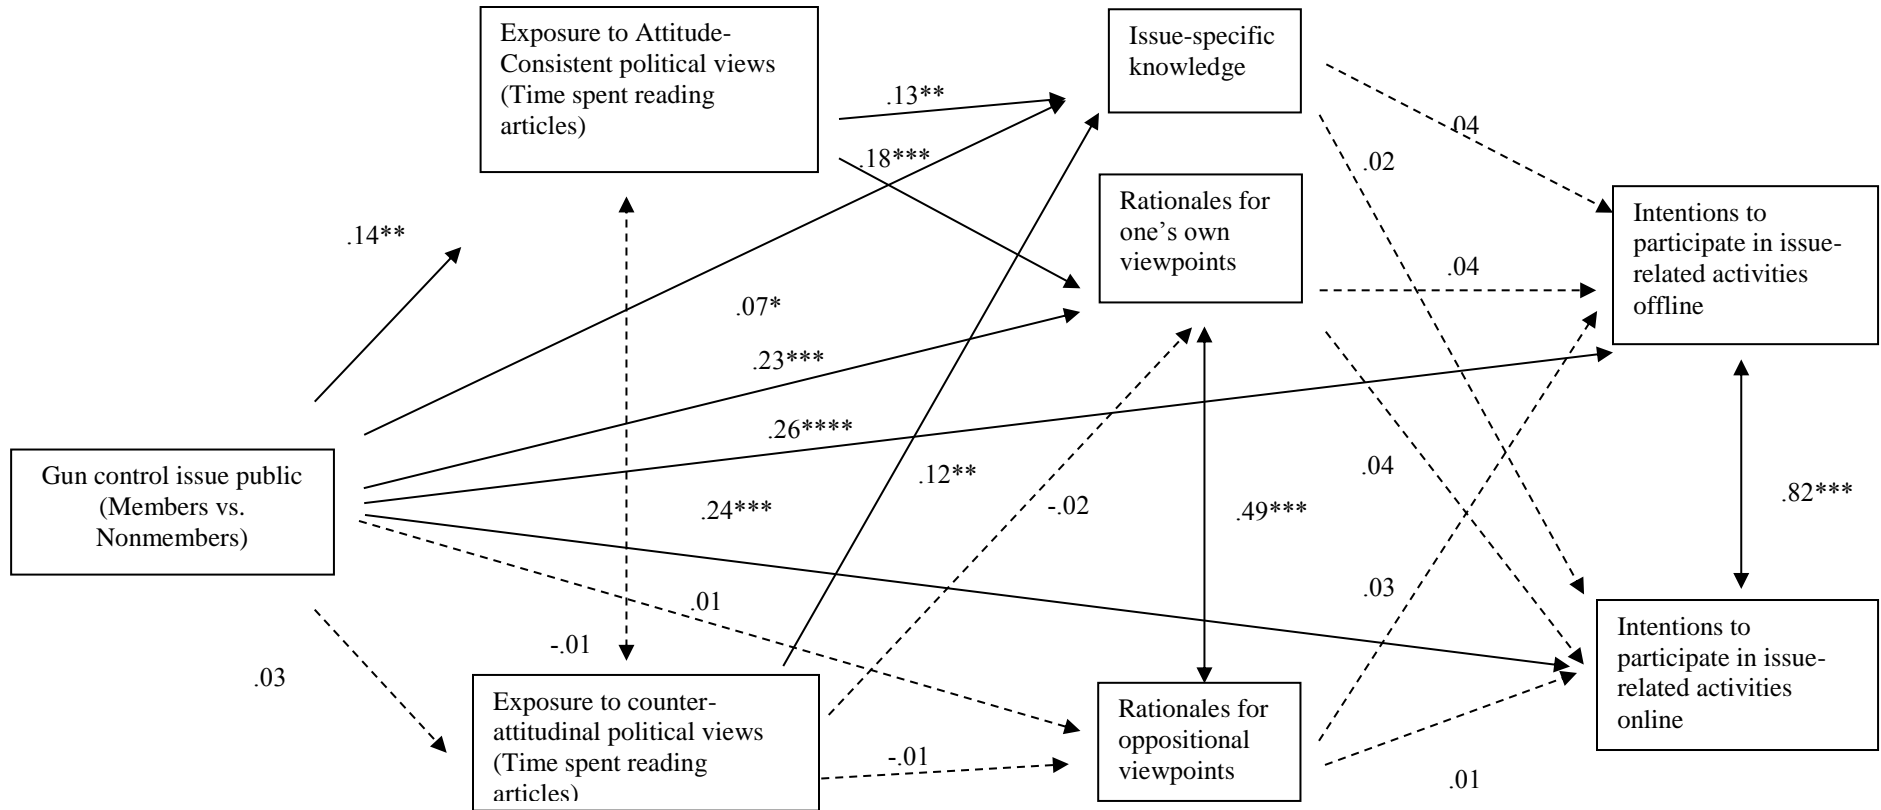 Exposure to Attitude-
Consistent political views
(Time spent reading
articles)
Issue-specific
knowledge
.13**
.04
.18***
.02
Rationales for
one’s own
viewpoints
Intentions to
participate in issue-
related activities
offline
.14**
.04
.07*
.23***
.26****
.04
.12**
Gun control issue public
(Members vs.
Nonmembers)
.24***
-.02
.49***
.82***
.01
.03
-.01
.03
Intentions to
participate in issue-
related activities
online
Exposure to counter-
attitudinal political views
(Time spent reading
articles)
Rationales for
oppositional
viewpoints
-.01
.01